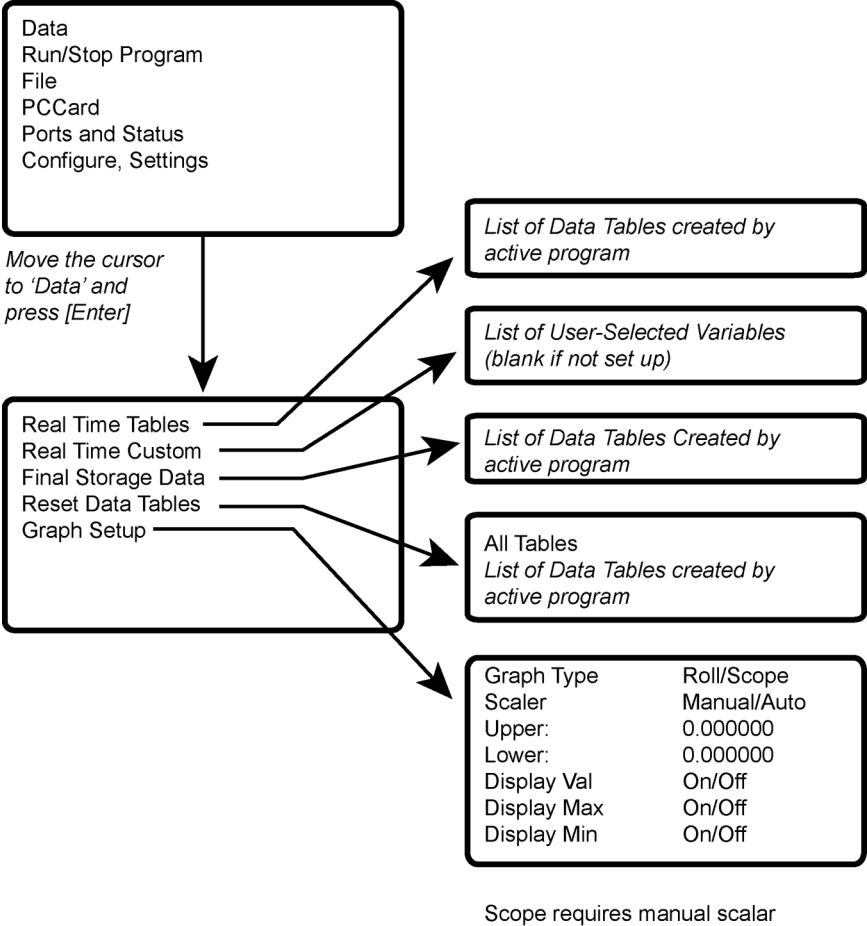 Data
Run/Stop Program
File
PCCard
Ports and Status
Configure, Settings
Move the cursor
to ‘Data’ and
press [Enter]
Real Time Tables
Real Time Custom
Final Storage Data
Reset Data Tables
Graph Setup
List of Data Tables created by
active program
List of User-Selected Variables
(blank if not set up)
List of Data Tables Created by
active program
All Tables
List of Data Tables created by
active program
Graph Type Roll/Scope
Scaler Manual/Auto
Upper: 0.000000
Lower: 0.000000
Display Val On/Off
Display Max On/Off
Display Min On/Off
Scope requires manual scalar